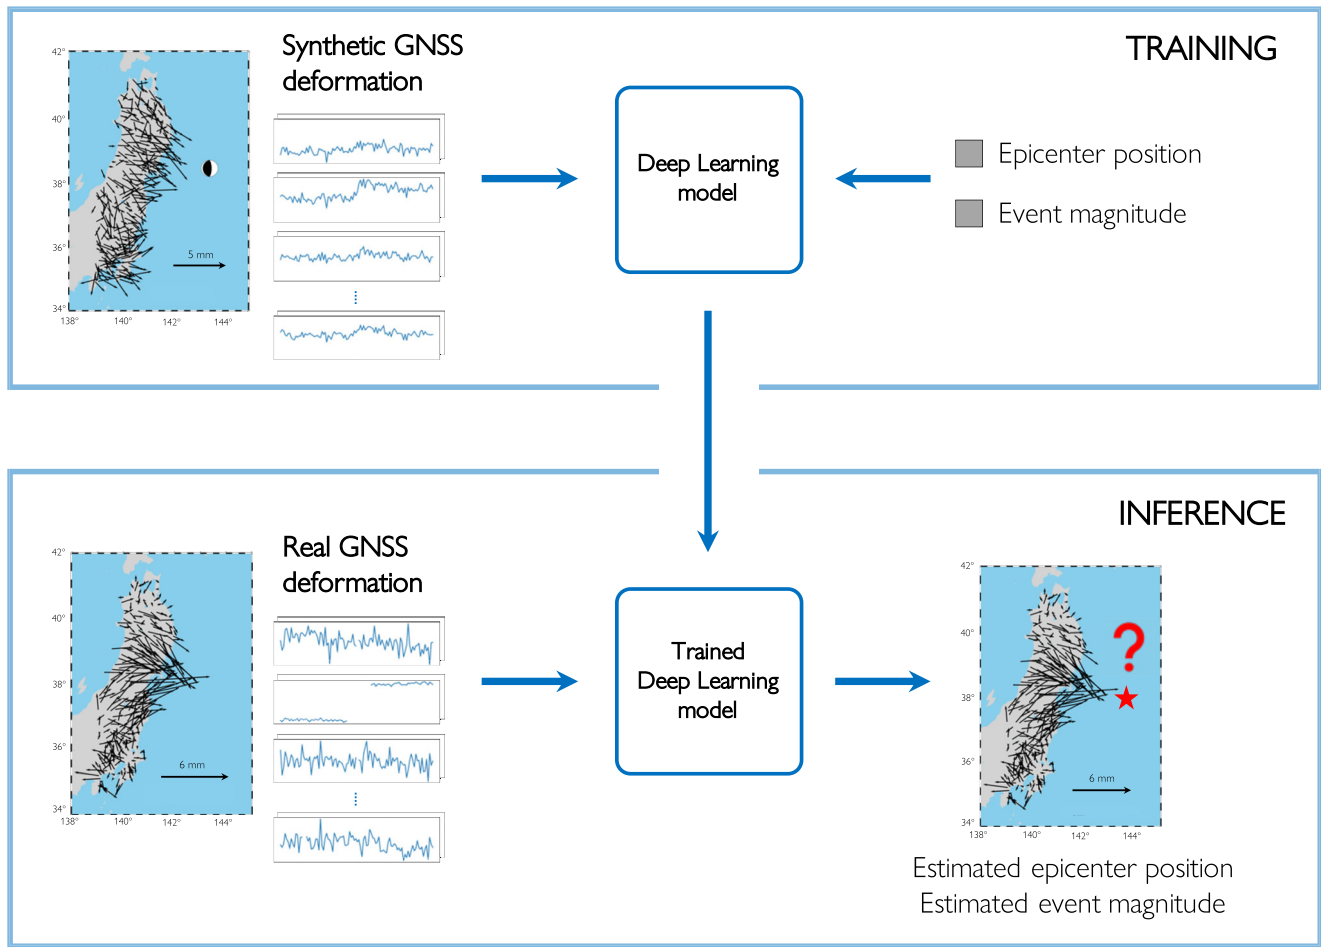 TRAINING
Synthetic GNSS
deformation
42°
40°
38°
36°
34°
138°
140°
142°
144°
5 mm
Deep Learning
model
Epicenter position
Event magnitude
INFERENCE
Real GNSS
deformation
42°
40°
38°
36°
34°
138°
140°
142°
144°
6 mm
Trained
Deep Learning
model
42°
40°
38°
36°
34°
138°
140°
142°
144°
?
6 mm
Estimated epicenter position
Estimated event magnitude